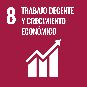 8 TRABAJO DECENTE
Y CRECIMIENTO
ECONÓMICO